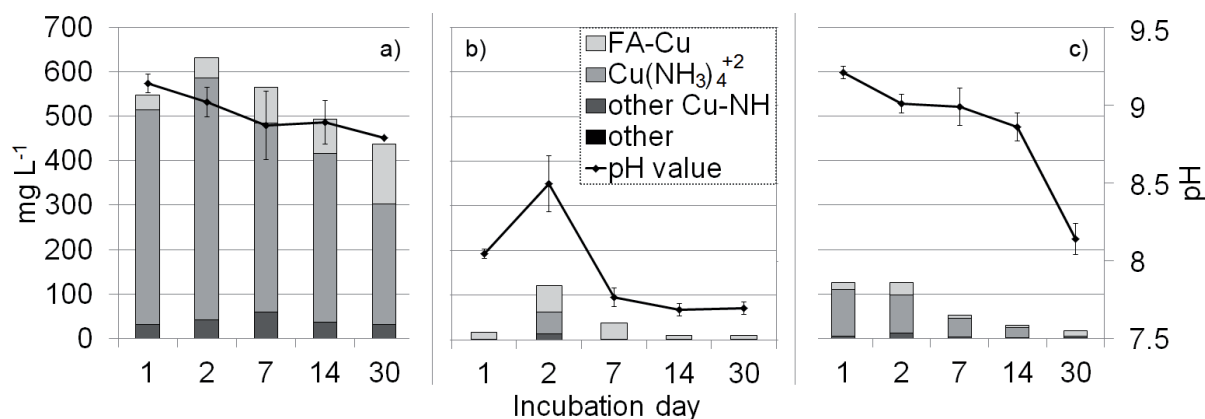 700
600
500
400
300
200
100
0
mg L⁻¹
a)
b)
c)
FA-Cu
Cu(NH₃)₄⁺²
other Cu-NH
other
pH value
9.5
9
8.5
8
7.5
pH
1 2 7 14 30
1 2 7 14 30
1 2 7 14 30
Incubation day